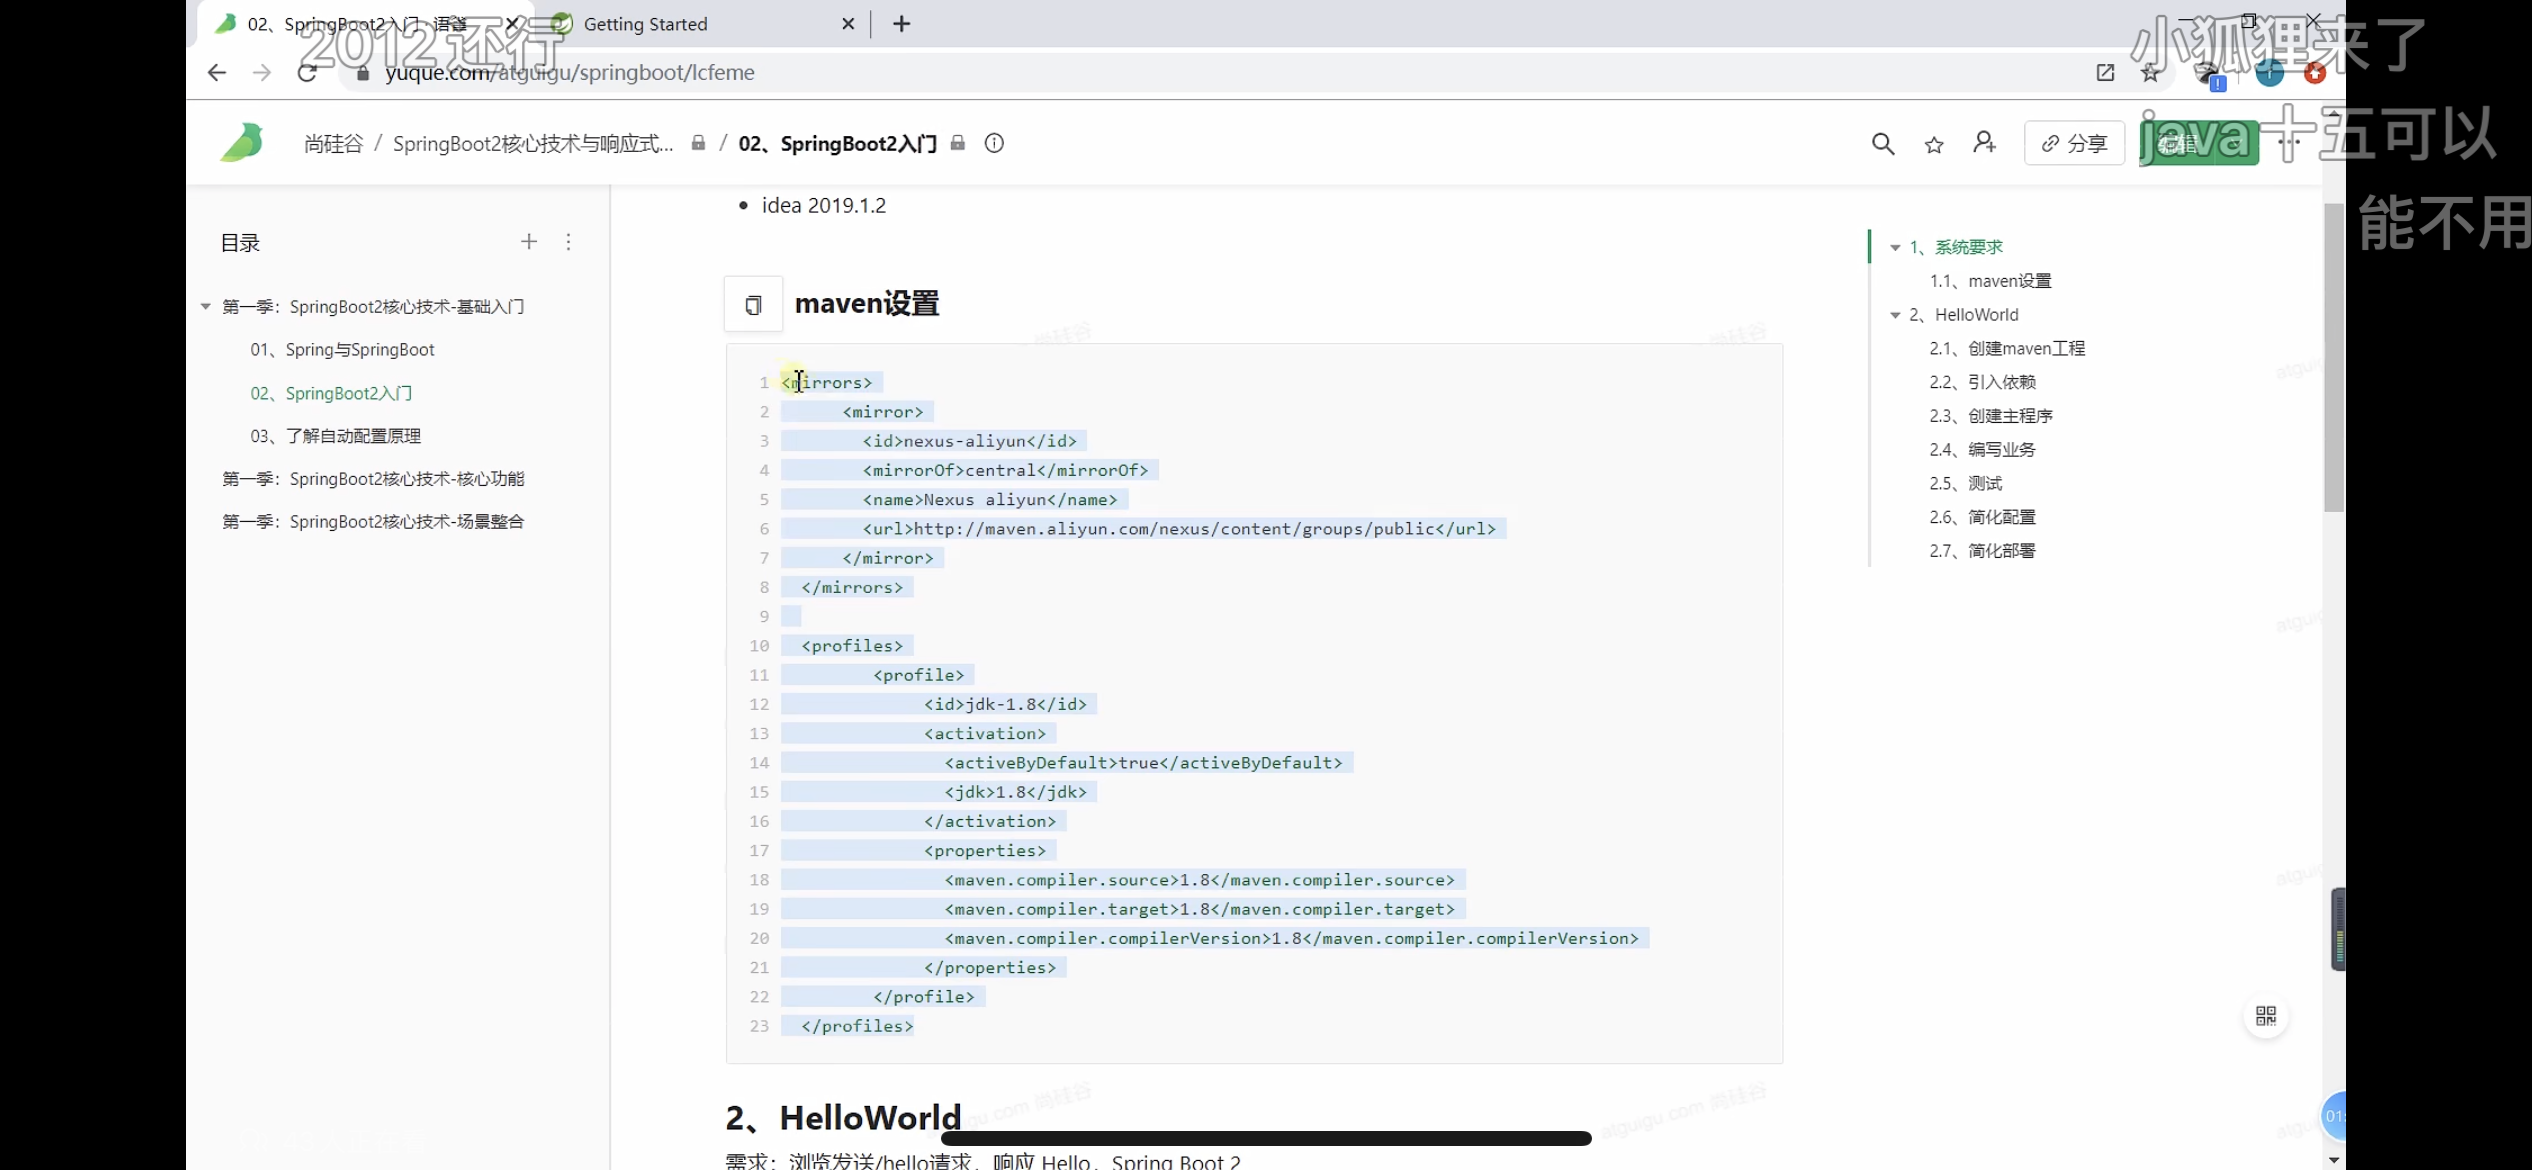 02、SpringBoot2入门 · 语雀
Getting Started
2012还行
小狐狸来了
yuque.com/atguigu/springboot/lcfeme
尚硅谷 / SpringBoot2核心技术与响应式... / 02、SpringBoot2入门
分享
编辑
java十五可以
能不用
目录
第一季：SpringBoot2核心技术-基础入门
01、Spring与SpringBoot
02、SpringBoot2入门
03、了解自动配置原理
第一季：SpringBoot2核心技术-核心功能
第一季：SpringBoot2核心技术-场景整合
• idea 2019.1.2
maven设置
1 <mirrors>
2 <mirror>
3 <id>nexus-aliyun</id>
4 <mirrorOf>central</mirrorOf>
5 <name>Nexus aliyun</name>
6 <url>http://maven.aliyun.com/nexus/content/groups/public</url>
7 </mirror>
8 </mirrors>
9
10 <profiles>
11 <profile>
12 <id>jdk-1.8</id>
13 <activation>
14 <activeByDefault>true</activeByDefault>
15 <jdk>1.8</jdk>
16 </activation>
17 <properties>
18 <maven.compiler.source>1.8</maven.compiler.source>
19 <maven.compiler.target>1.8</maven.compiler.target>
20 <maven.compiler.compilerVersion>1.8</maven.compiler.compilerVersion>
21 </properties>
22 </profile>
23 </profiles>
2、HelloWorld
需求：浏览发送/hello请求，响应 Hello，Spring Boot 2
1、系统要求
1.1、maven设置
2、HelloWorld
2.1、创建maven工程
2.2、引入依赖
2.3、创建主程序
2.4、编写业务
2.5、测试
2.6、简化配置
2.7、简化部署
01:
atguigu.com 尚硅谷